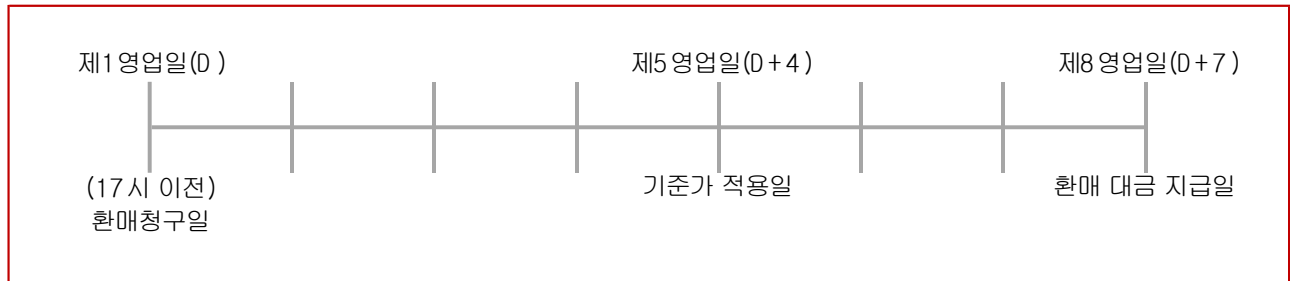 제1영업일(D)
제5영업일(D+4)
제8영업일(D+7)
(17시 이전)
환매청구일
기준가 적용일
환매 대금 지급일